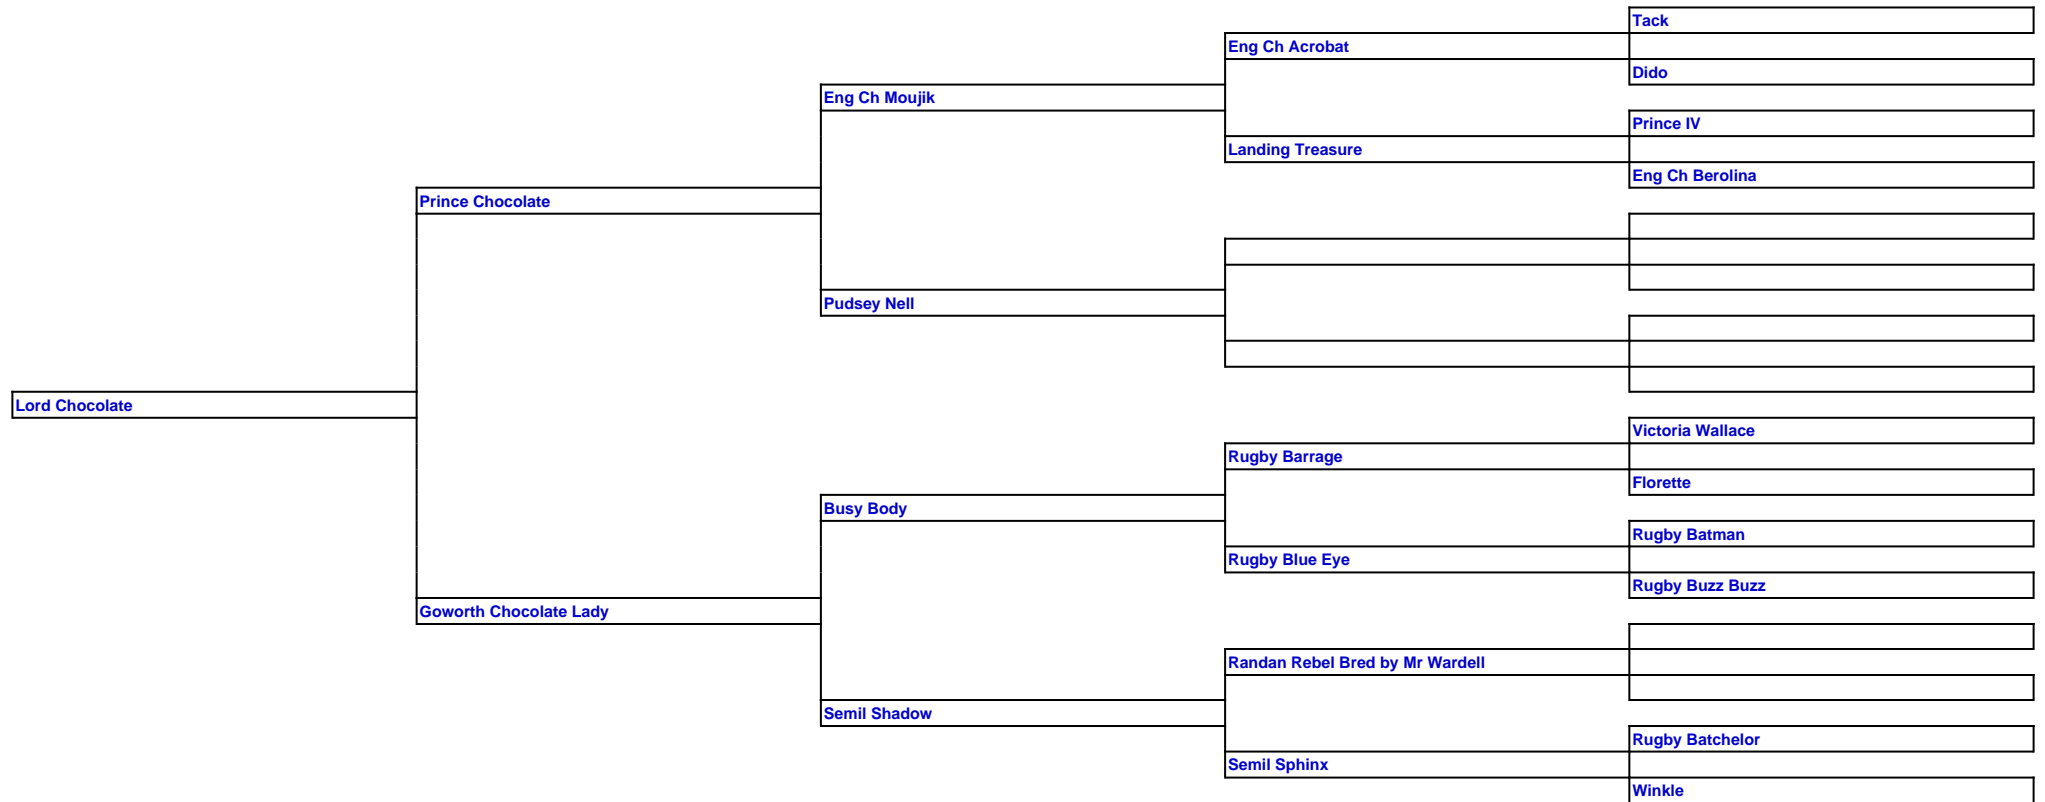 Tack
Eng Ch Acrobat
Dido
Eng Ch Moujik
Prince IV
Landing Treasure
Eng Ch Berolina
Prince Chocolate
Pudsey Nell
Lord Chocolate
Victoria Wallace
Rugby Barrage
Florette
Busy Body
Rugby Batman
Rugby Blue Eye
Rugby Buzz Buzz
Goworth Chocolate Lady
Randan Rebel Bred by Mr Wardell
Semil Shadow
Rugby Batchelor
Semil Sphinx
Winkle